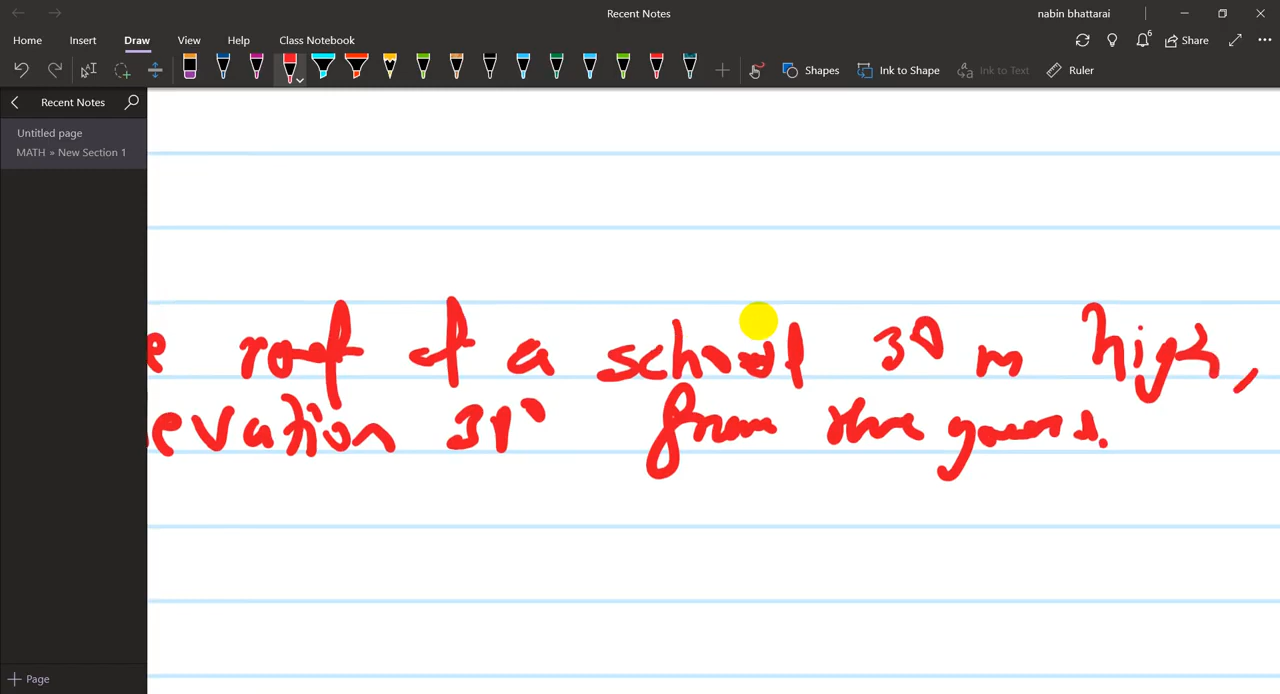 Recent Notes
nabin bhattarai
Home Insert Draw View Help Class Notebook
6 Share
Shapes Ink to Shape Ink to Text Ruler
Recent Notes
Untitled page
MATH » New Section 1
e roof of a school 30 m high,
evation 31° from the
Page